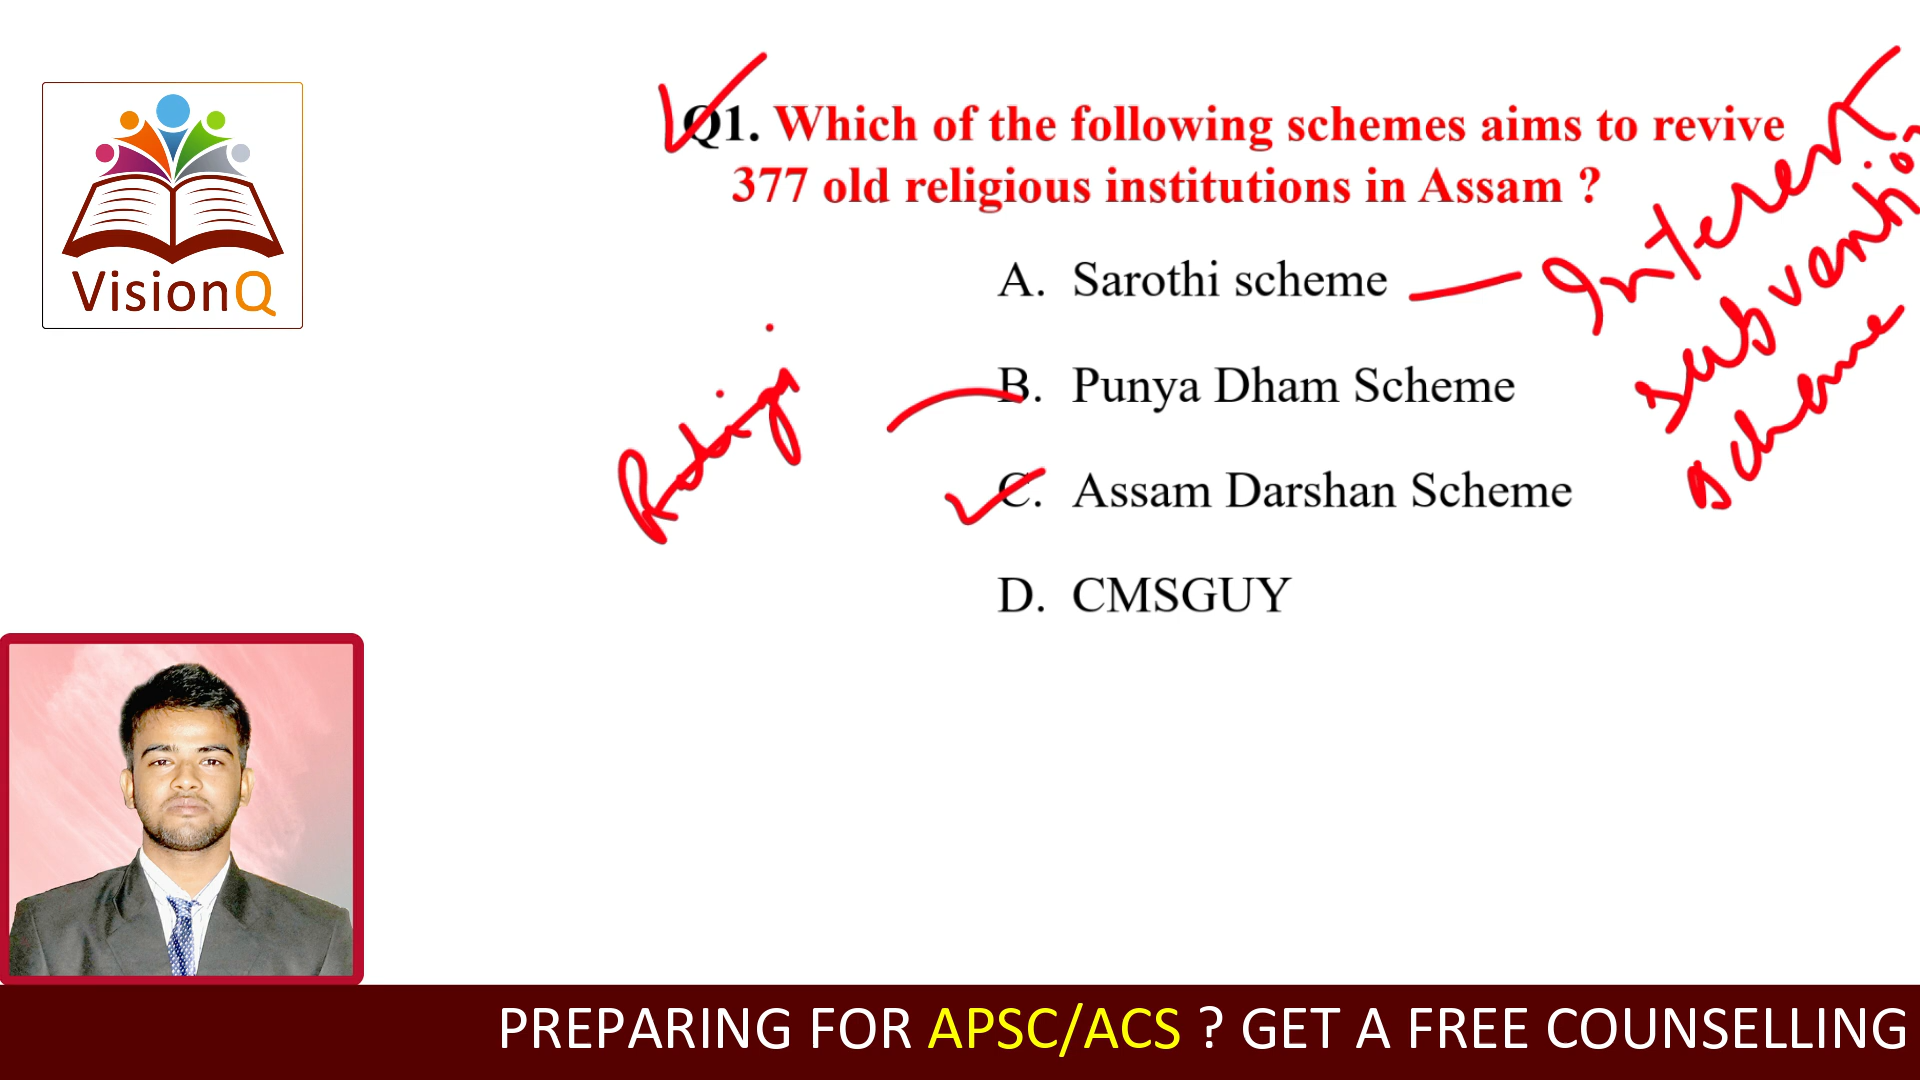 VisionQ
Q1. Which of the following schemes aims to revive
377 old religious institutions in Assam ?
A. Sarothi scheme — Interest
subvention
scheme
B. Punya Dham Scheme
C. Assam Darshan Scheme
D. CMSGUY
PREPARING FOR APSC/ACS ? GET A FREE COUNSELLING